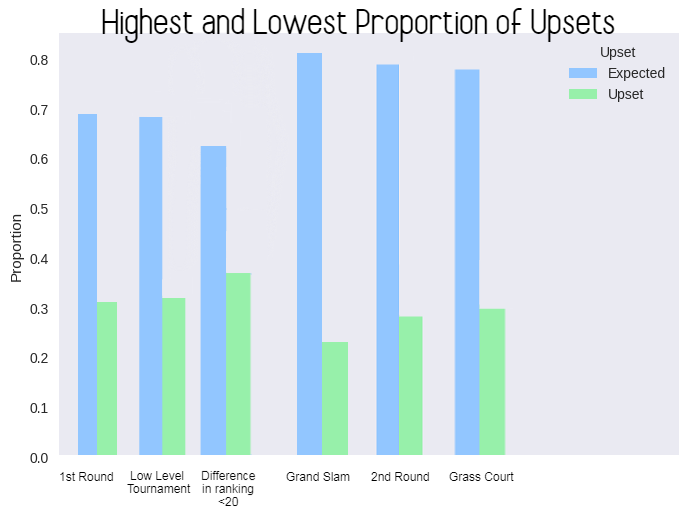 Highest and Lowest Proportion of Upsets
Upset
Expected
Upset
Proportion
0.8
0.7
0.6
0.5
0.4
0.3
0.2
0.1
0.0
1st Round
Low Level
Tournament
Difference
in ranking
<20
Grand Slam
2nd Round
Grass Court